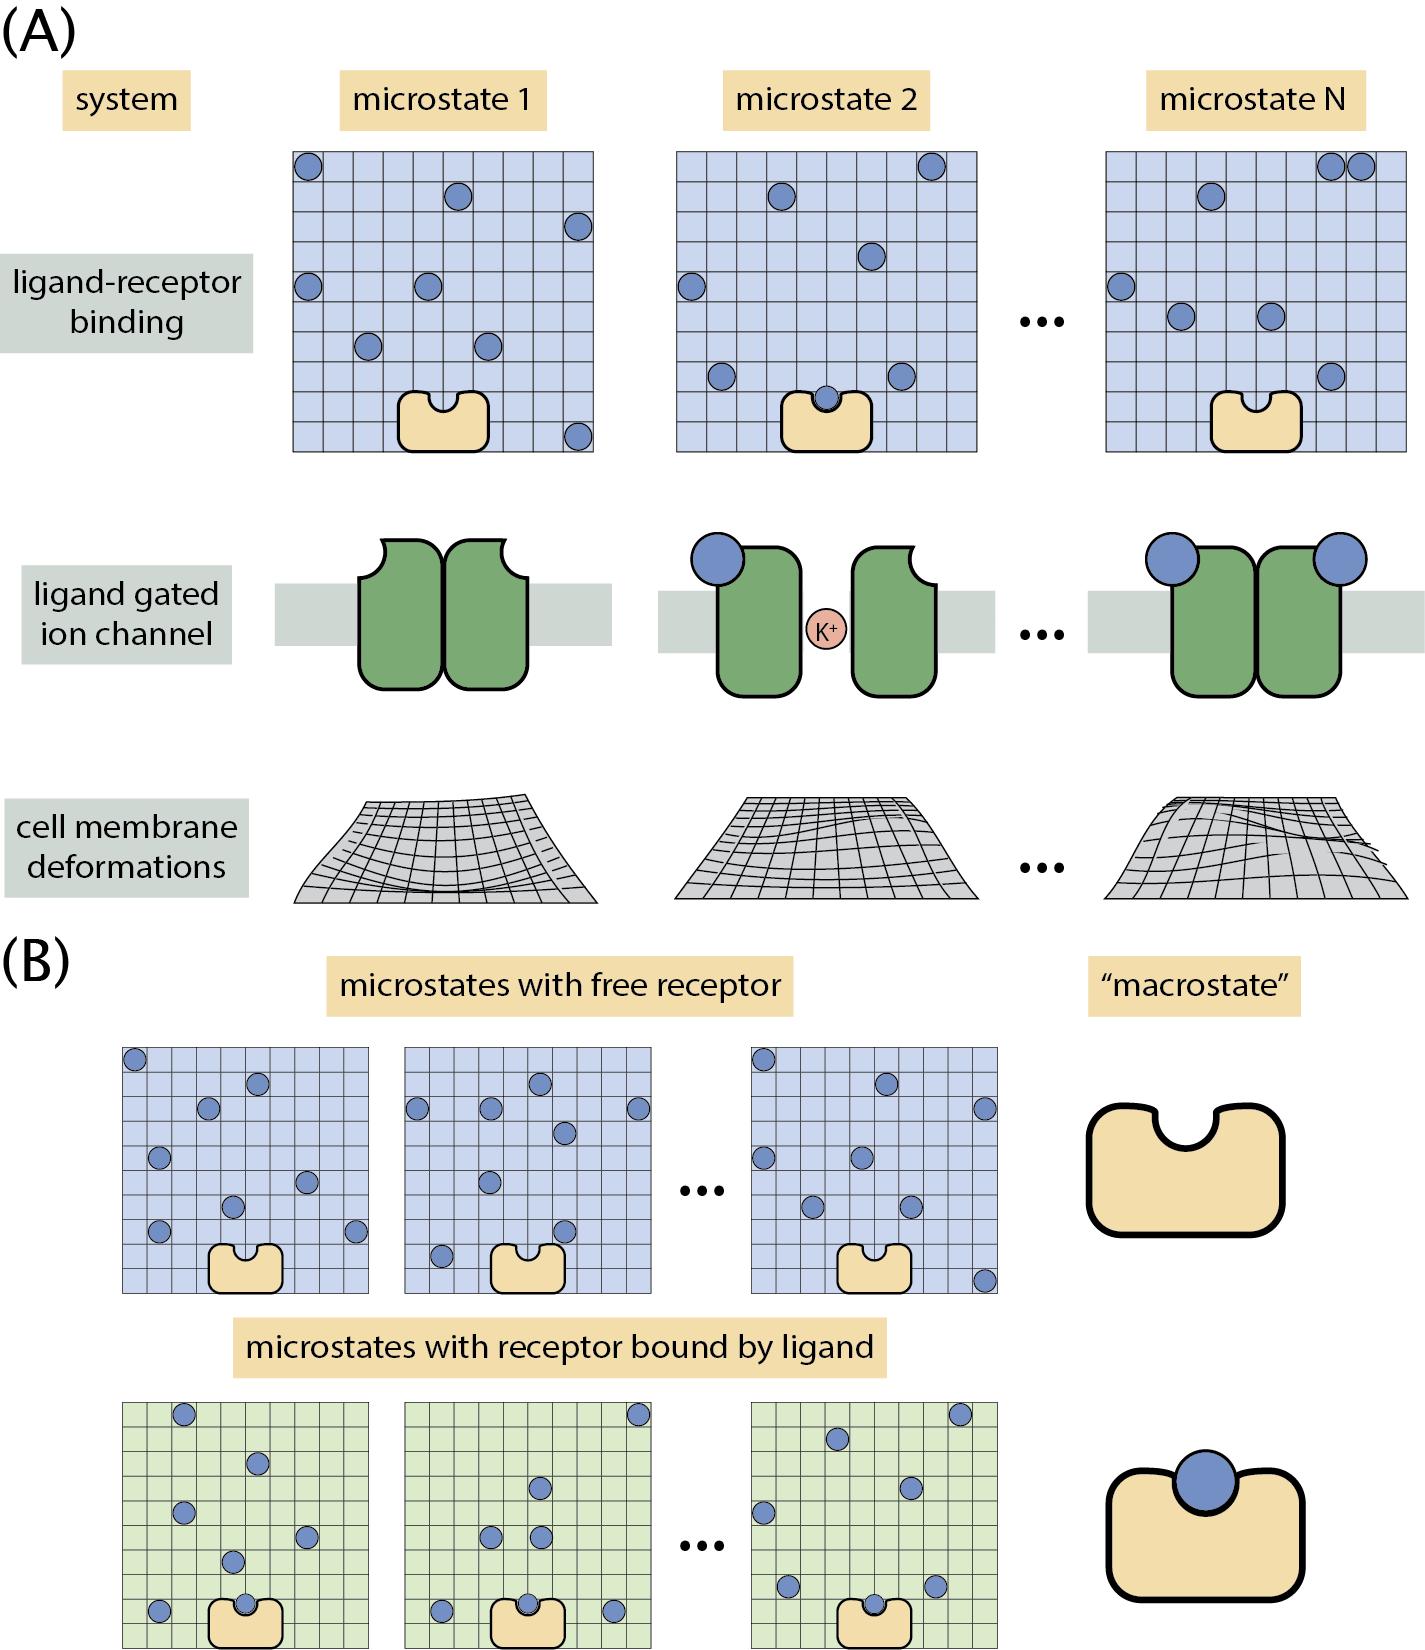 (A)
system
microstate 1
microstate 2
microstate N
ligand-receptor
binding
...
ligand gated
ion channel
K⁺
...
cell membrane
deformations
...
(B)
microstates with free receptor
“macrostate”
...
microstates with receptor bound by ligand
...